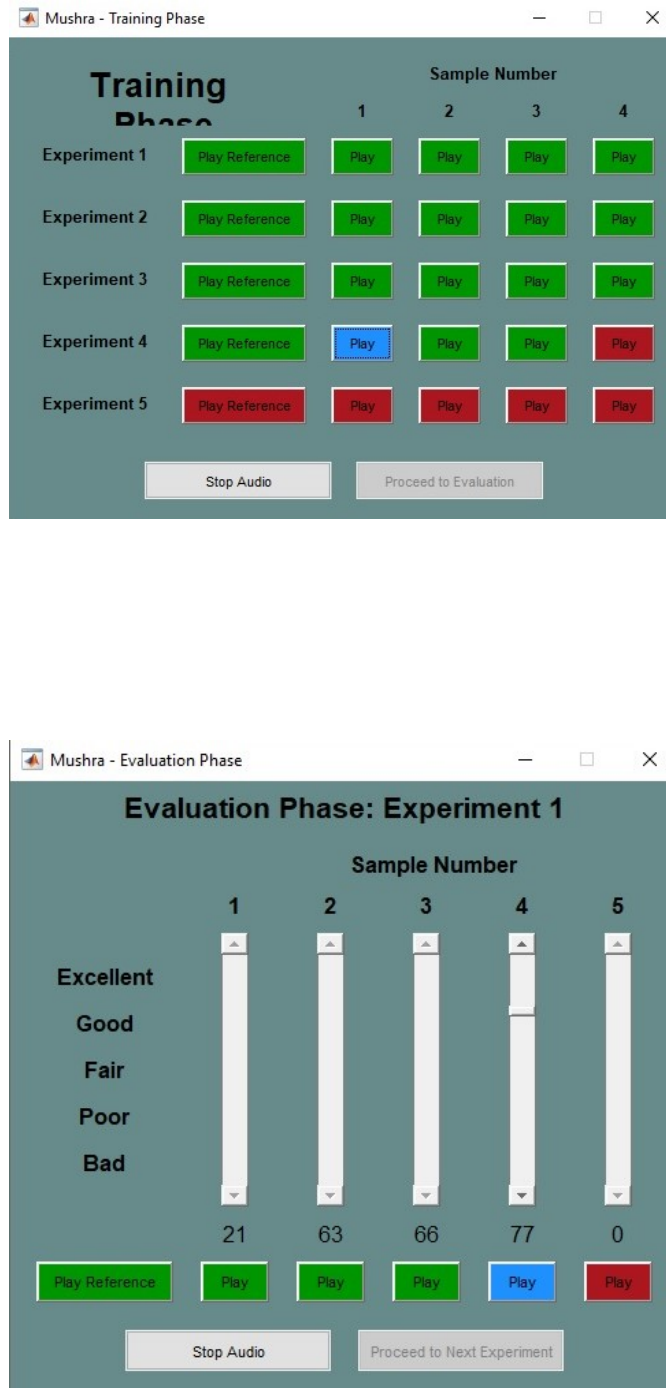 Mushra - Training Phase
Training
Phase
Sample Number
1 2 3 4
Experiment 1 Play Reference Play Play Play Play
Experiment 2 Play Reference Play Play Play Play
Experiment 3 Play Reference Play Play Play Play
Experiment 4 Play Reference Play Play Play Play
Experiment 5 Play Reference Play Play Play Play
Stop Audio Proceed to Evaluation
Mushra - Evaluation Phase
Evaluation Phase: Experiment 1
Sample Number
1 2 3 4 5
Excellent
Good
Fair
Poor
Bad
21 63 66 77 0
Play Reference Play Play Play Play Play
Stop Audio Proceed to Next Experiment